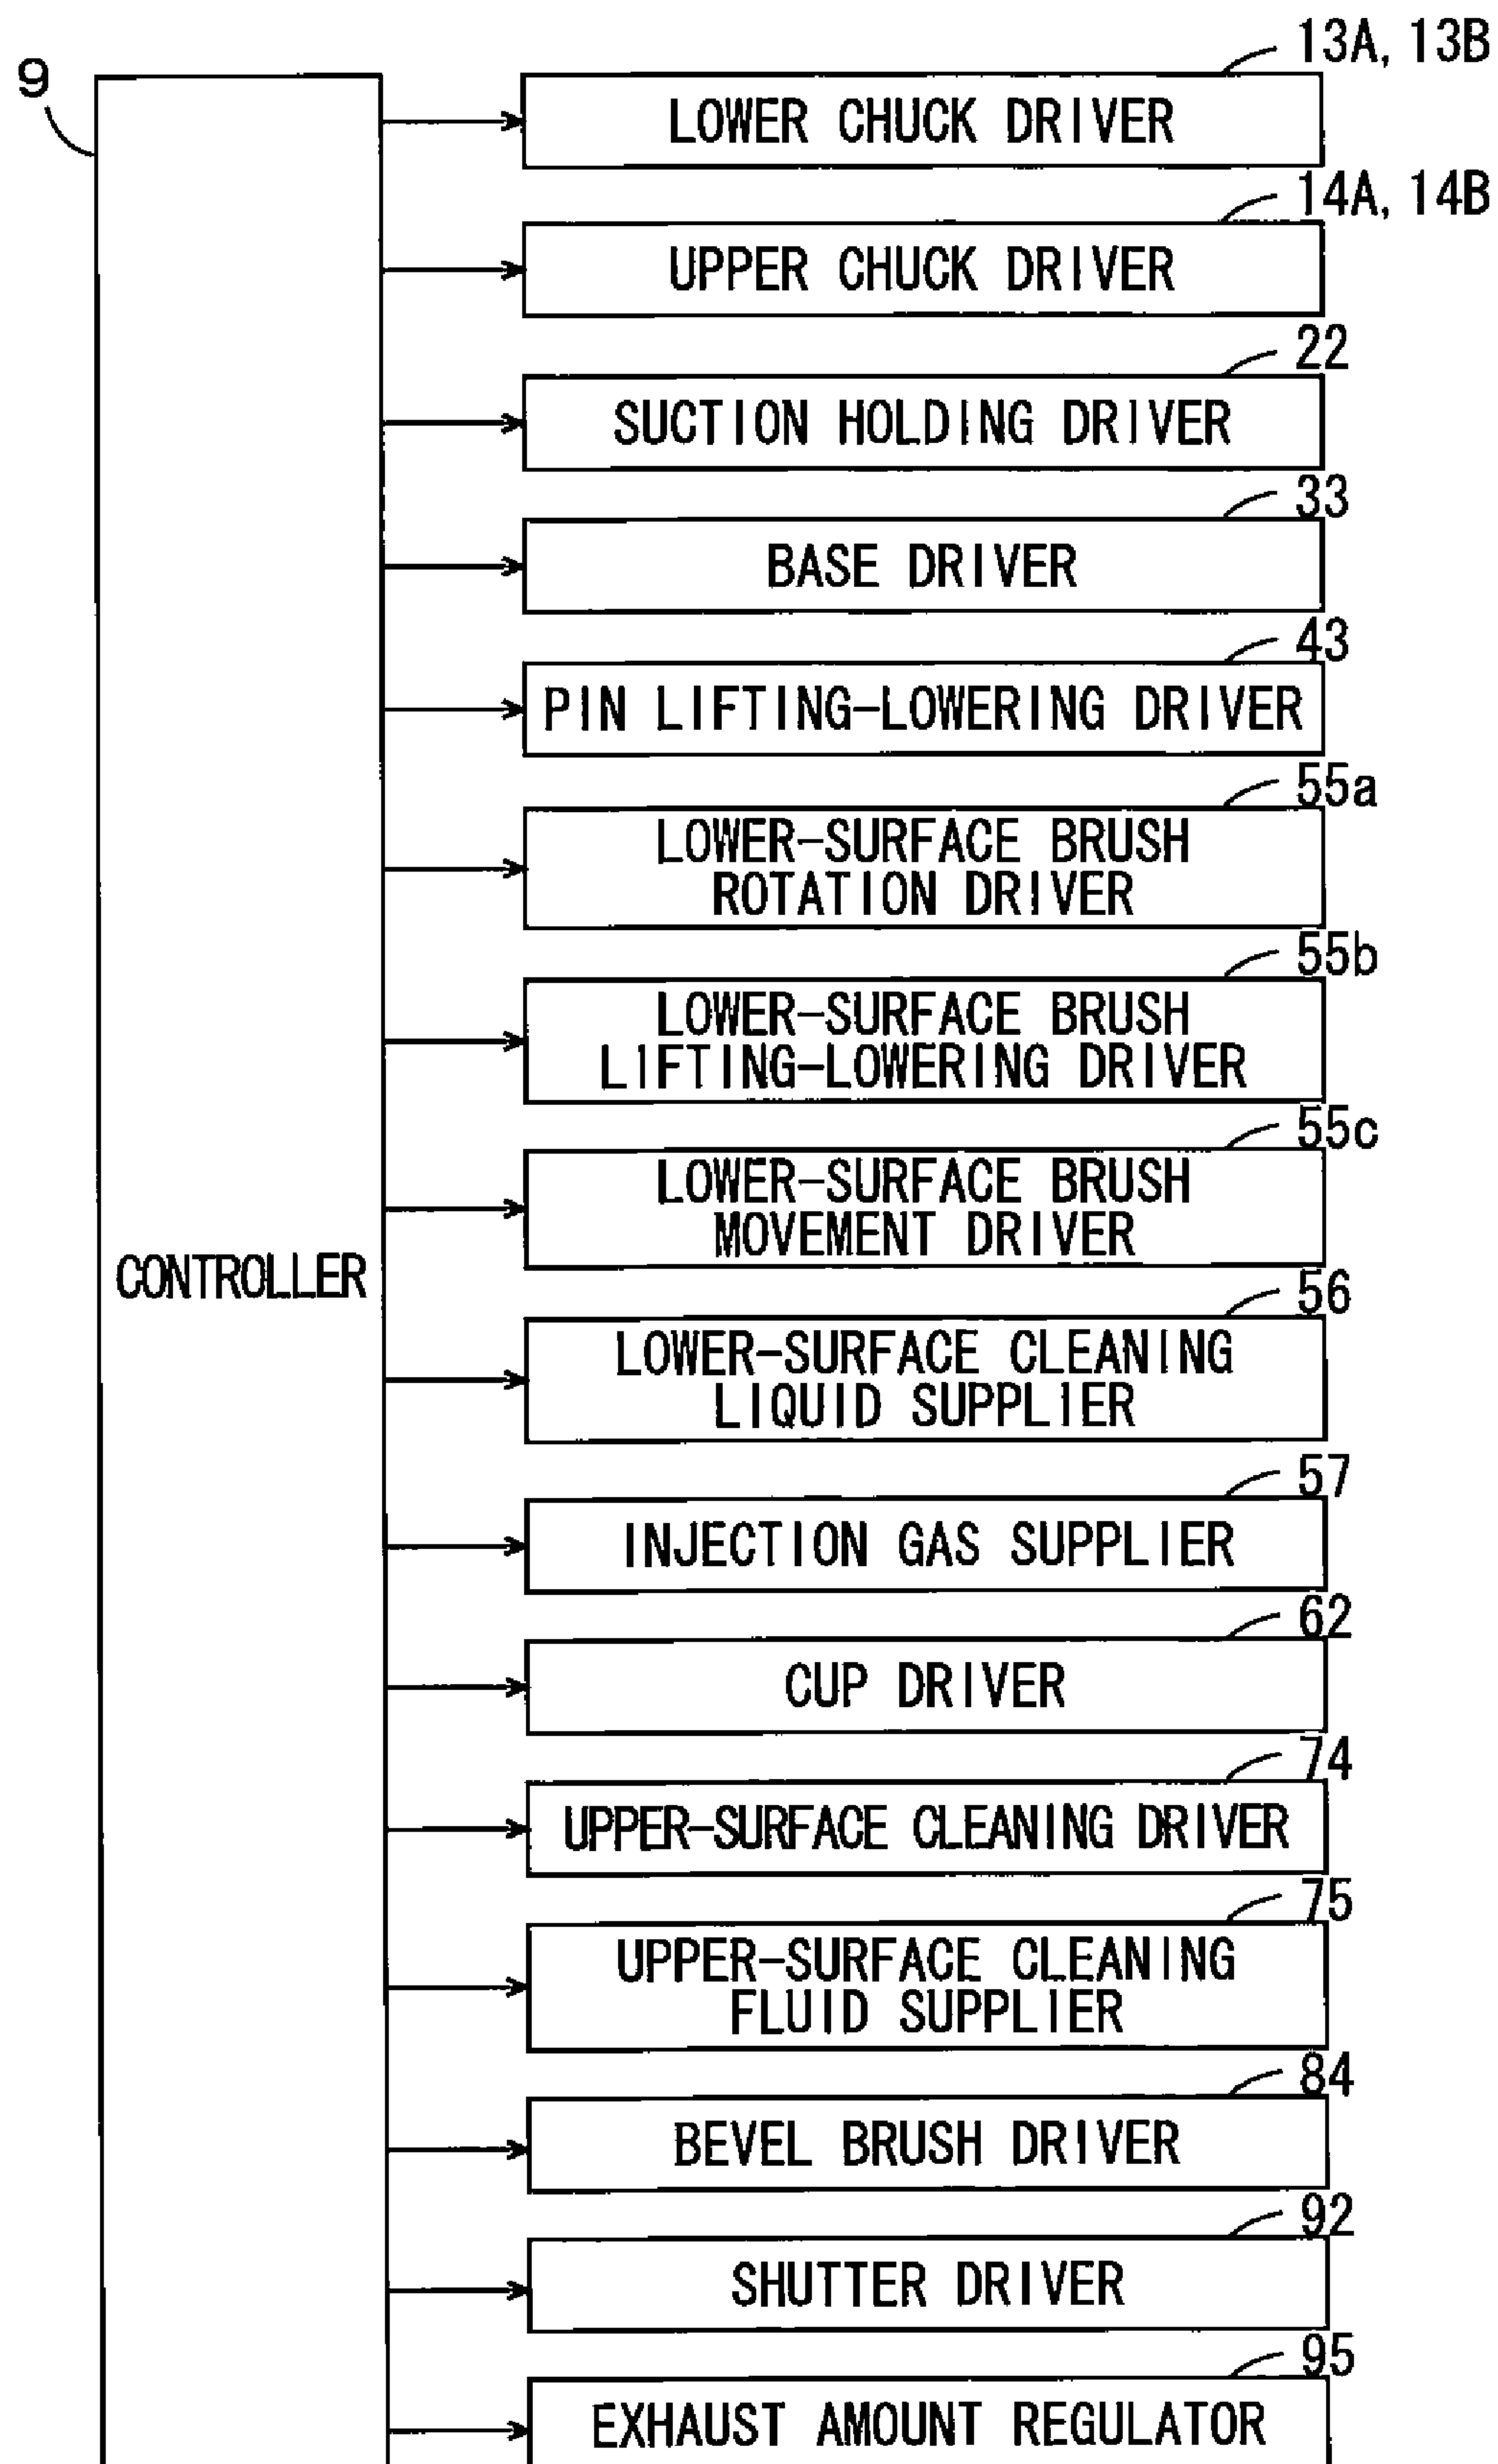 9
CONTROLLER
13A, 13B
LOWER CHUCK DRIVER
14A, 14B
UPPER CHUCK DRIVER
22
SUCTION HOLDING DRIVER
33
BASE DRIVER
43
PIN LIFTING-LOWERING DRIVER
55a
LOWER-SURFACE BRUSH
ROTATION DRIVER
55b
LOWER-SURFACE BRUSH
LIFTING-LOWERING DRIVER
55c
LOWER-SURFACE BRUSH
MOVEMENT DRIVER
56
LOWER-SURFACE CLEANING
LIQUID SUPPLIER
57
INJECTION GAS SUPPLIER
62
CUP DRIVER
74
UPPER-SURFACE CLEANING DRIVER
75
UPPER-SURFACE CLEANING
FLUID SUPPLIER
84
BEVEL BRUSH DRIVER
92
SHUTTER DRIVER
95
EXHAUST AMOUNT REGULATOR